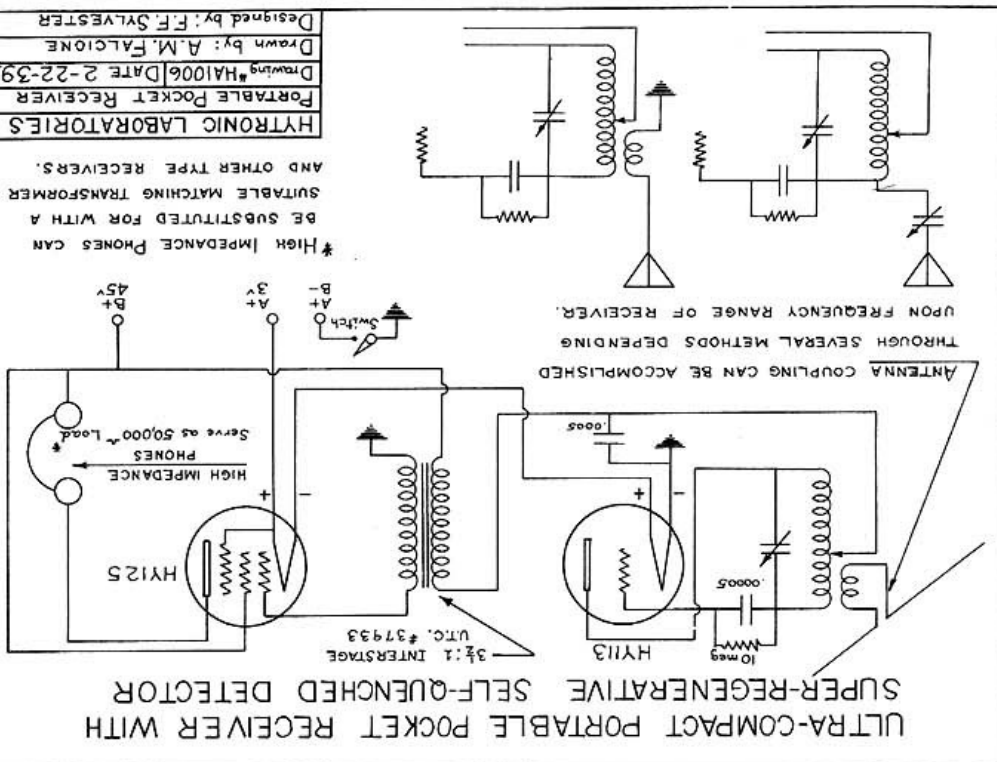 ULTRA-COMPACT PORTABLE POCKET RECEIVER WITH
SUPER-REGENERATIVE SELF-QUENCHED DETECTOR
10 meg
.00005
HY113
+ -
.0005
3½:1 INTERSTAGE
U.T.C. #37933
HY125
+ -
HIGH IMPEDANCE
PHONES
Serve as 50,000~ Load
*
ANTENNA COUPLING CAN BE ACCOMPLISHED
THROUGH SEVERAL METHODS DEPENDING
UPON FREQUENCY RANGE OF RECEIVER.
Switch
A+
B-
A+
3v
B+
45v
*HIGH IMPEDANCE PHONES CAN
BE SUBSTITUTED FOR WITH A
SUITABLE MATCHING TRANSFORMER
AND OTHER TYPE RECEIVERS.
HYTRONIC LABORATORIES
PORTABLE POCKET RECEIVER
Drawing #HA1006 DATE 2-22-39
Drawn by: A.M. FALCIONE
Designed by: F.F. SYLVESTER